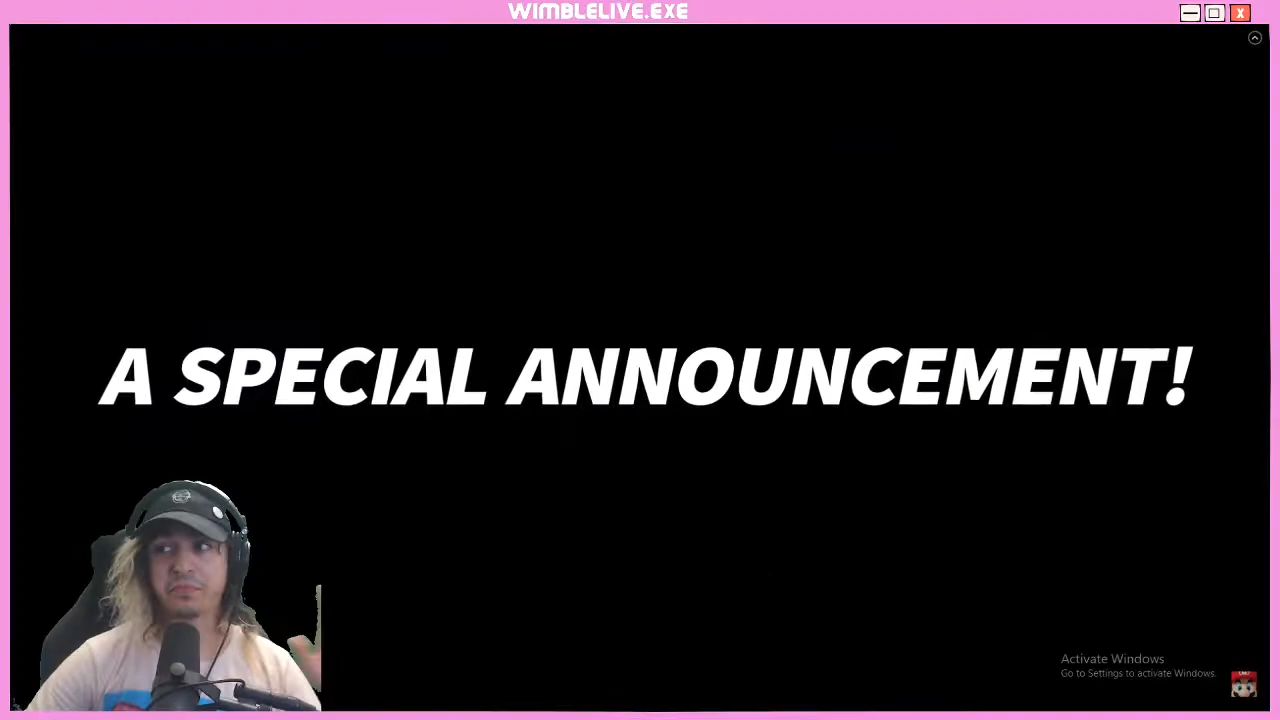 WIMBLELIVE.EXE
A SPECIAL ANNOUNCEMENT!
Activate Windows
Go to Settings to activate Windows.